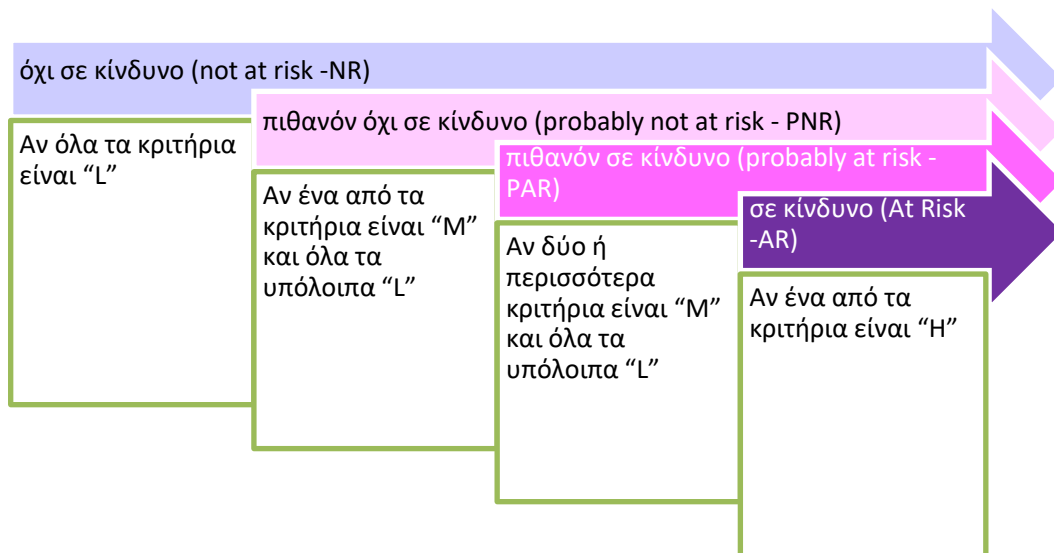 όχι σε κίνδυνο (not at risk -NR)
Αν όλα τα κριτήρια
είναι “L”
πιθανόν όχι σε κίνδυνο (probably not at risk - PNR)
Αν ένα από τα
κριτήρια είναι “M”
και όλα τα
υπόλοιπα “L”
πιθανόν σε κίνδυνο (probably at risk -
PAR)
Αν δύο ή
περισσότερα
κριτήρια είναι “M”
και όλα τα
υπόλοιπα “L”
σε κίνδυνο (At Risk
-AR)
Αν ένα από τα
κριτήρια είναι “H”